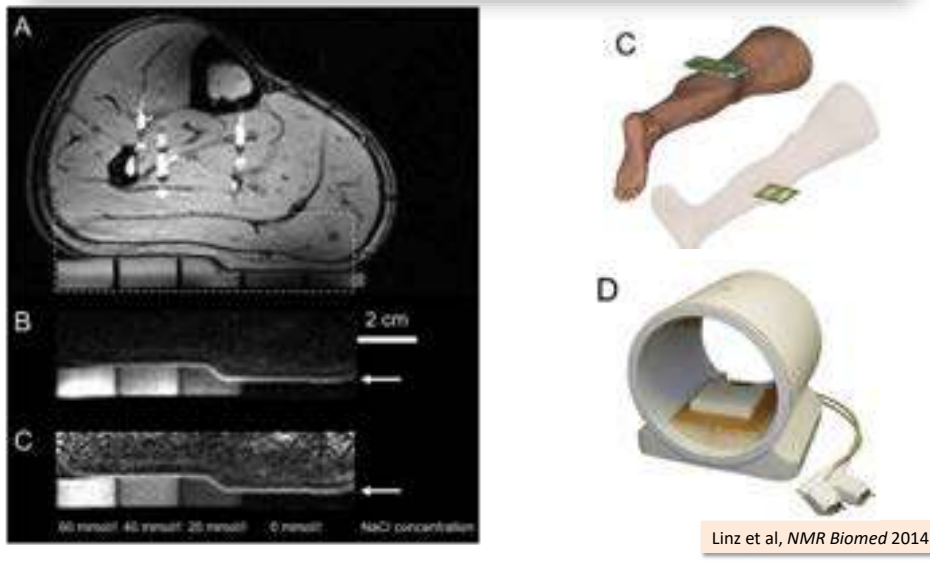 A
B
2 cm
C
60 mmol/l 40 mmol/l 20 mmol/l 0 mmol/l NaCl concentration
C
D
Linz et al, NMR Biomed 2014